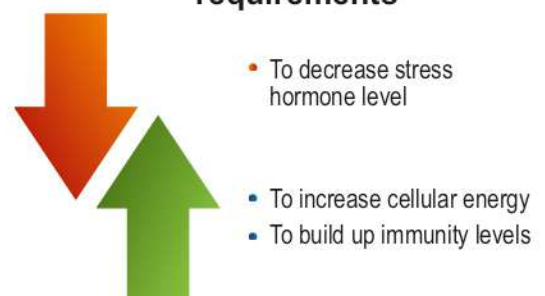 requirements
• To decrease stress
hormone level
• To increase cellular energy
• To build up immunity levels